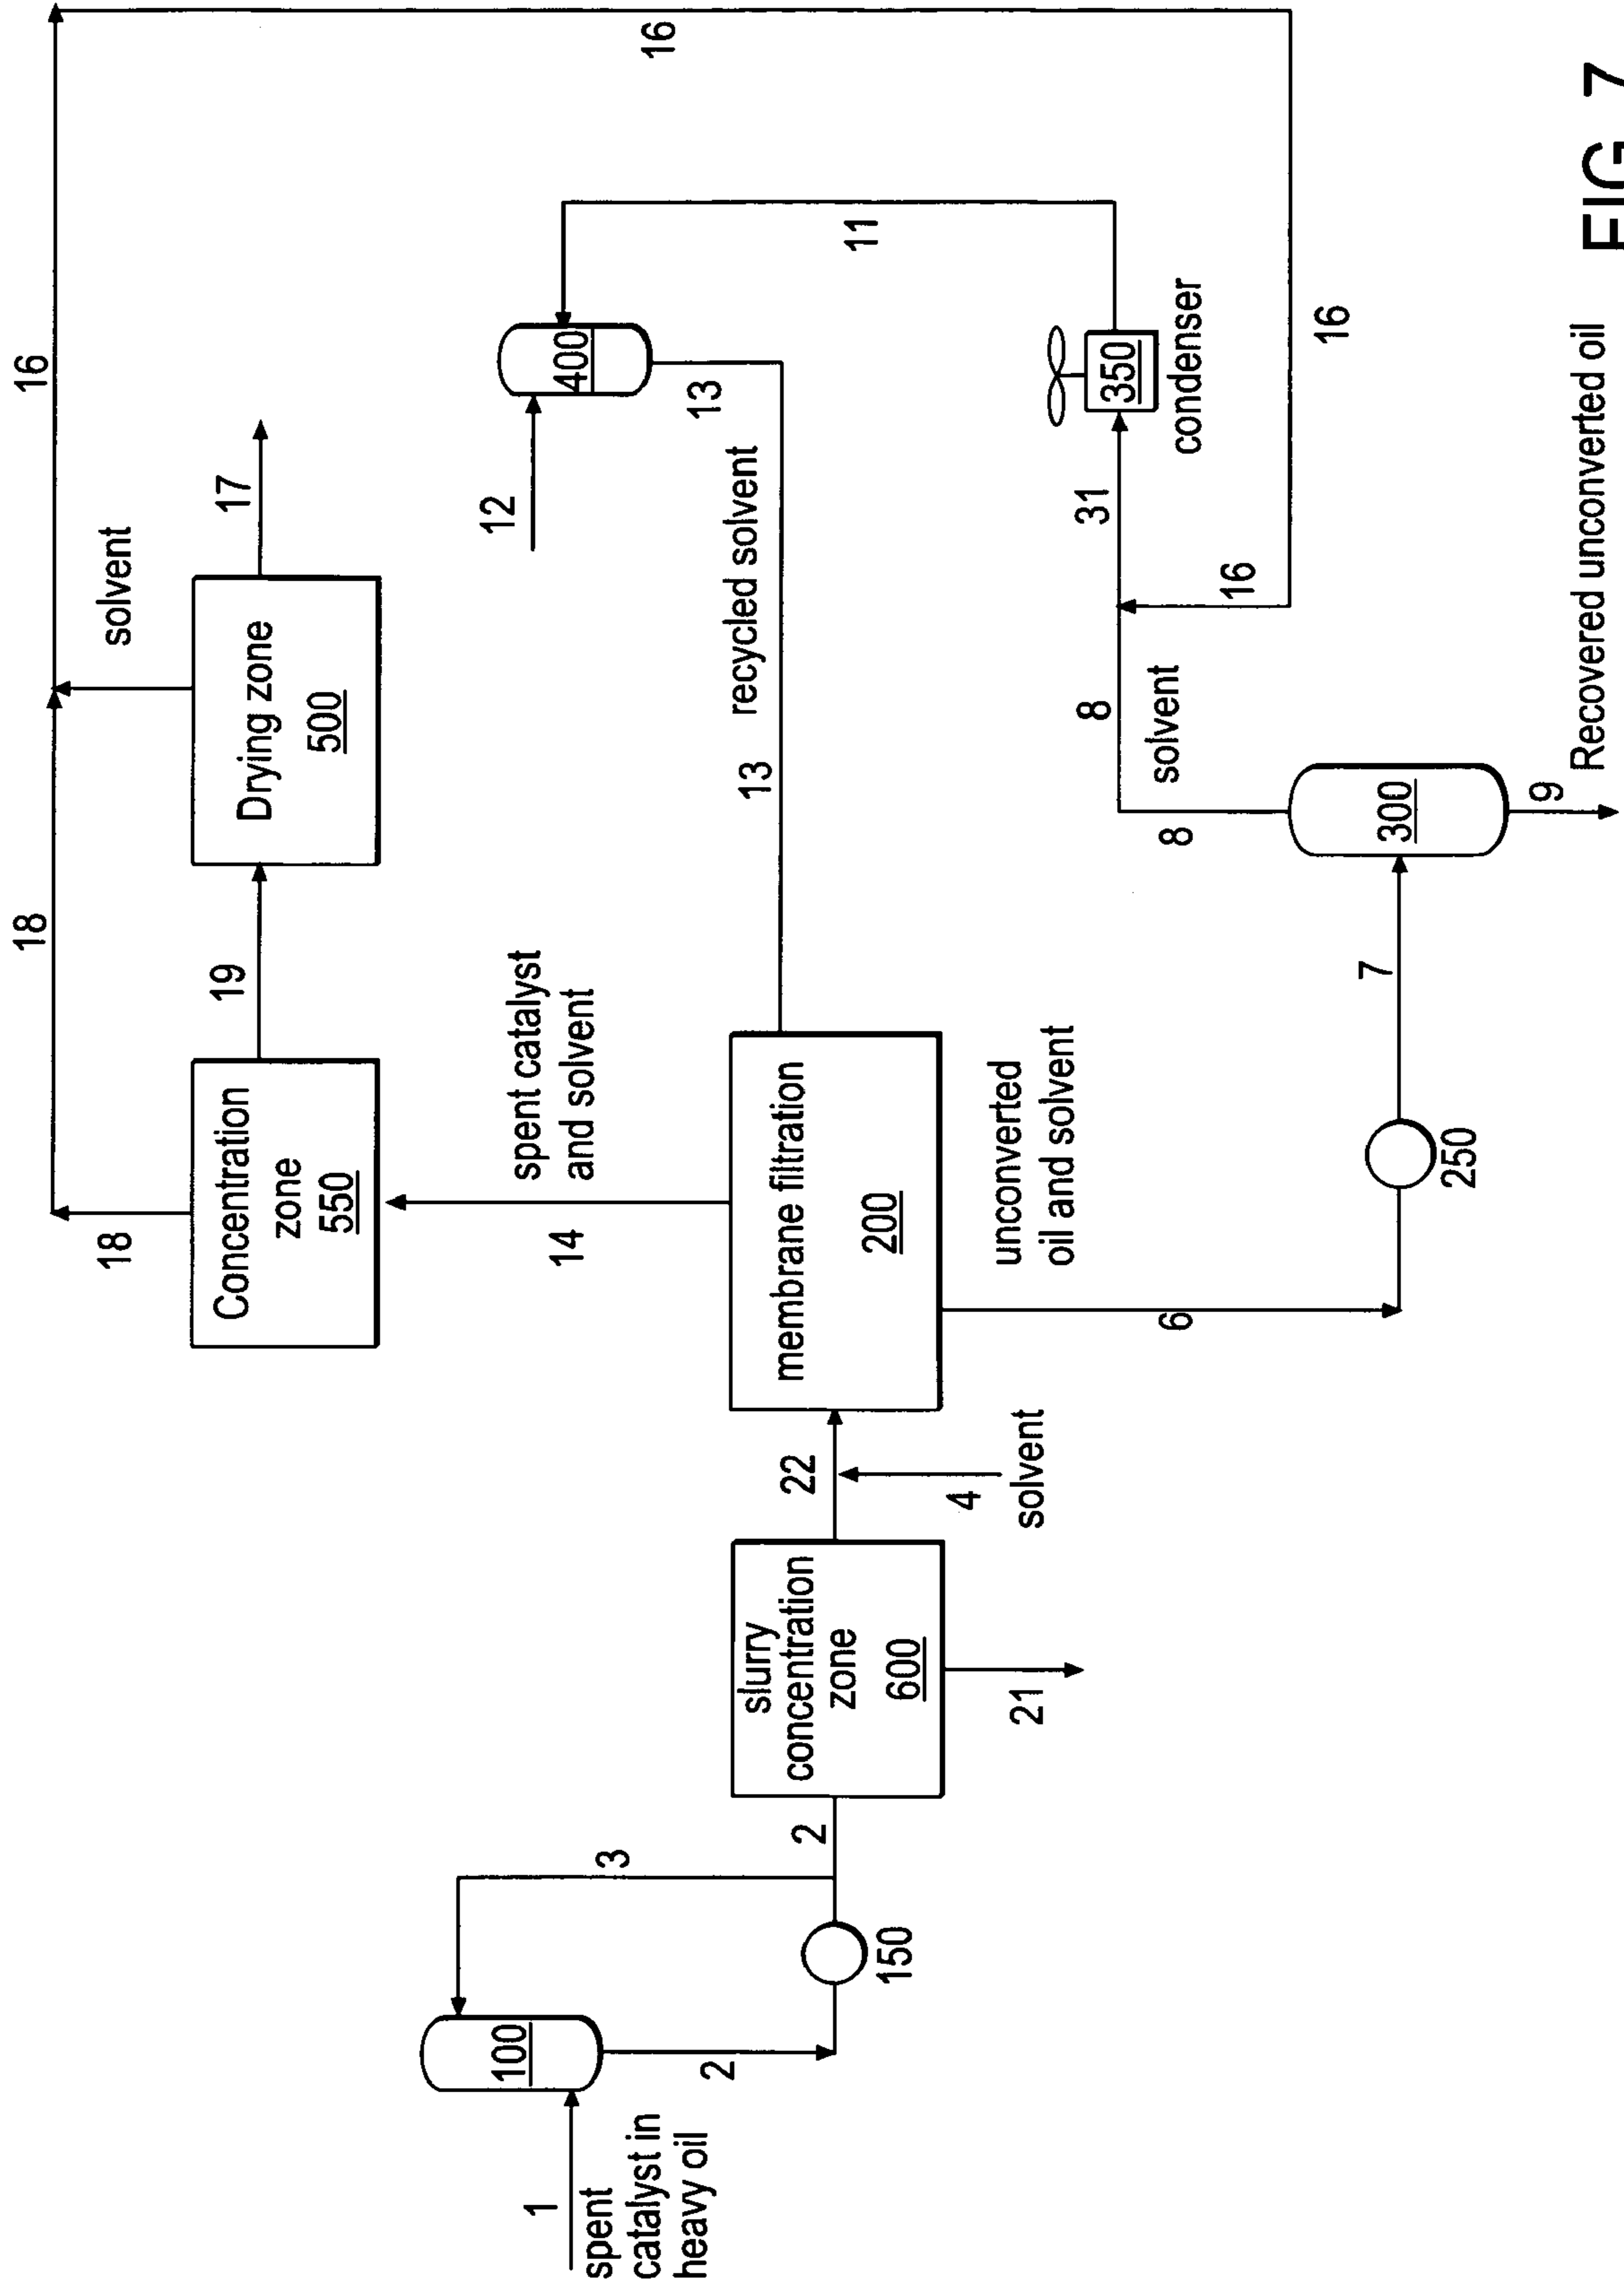 16
16
18
18
solvent
17
Drying zone
500
19
Concentration
zone
550
12
400
13
11
recycled solvent
13
spent catalyst
and solvent
14
membrane filtration
200
unconverted
oil and solvent
6
22
4
solvent
slurry
concentration
zone
600
21
2
3
150
100
2
1
spent
catalyst in
heavy oil
31
350
condenser
16
16
8
solvent
8
300
7
250
9
Recovered unconverted oil
FIG. 7